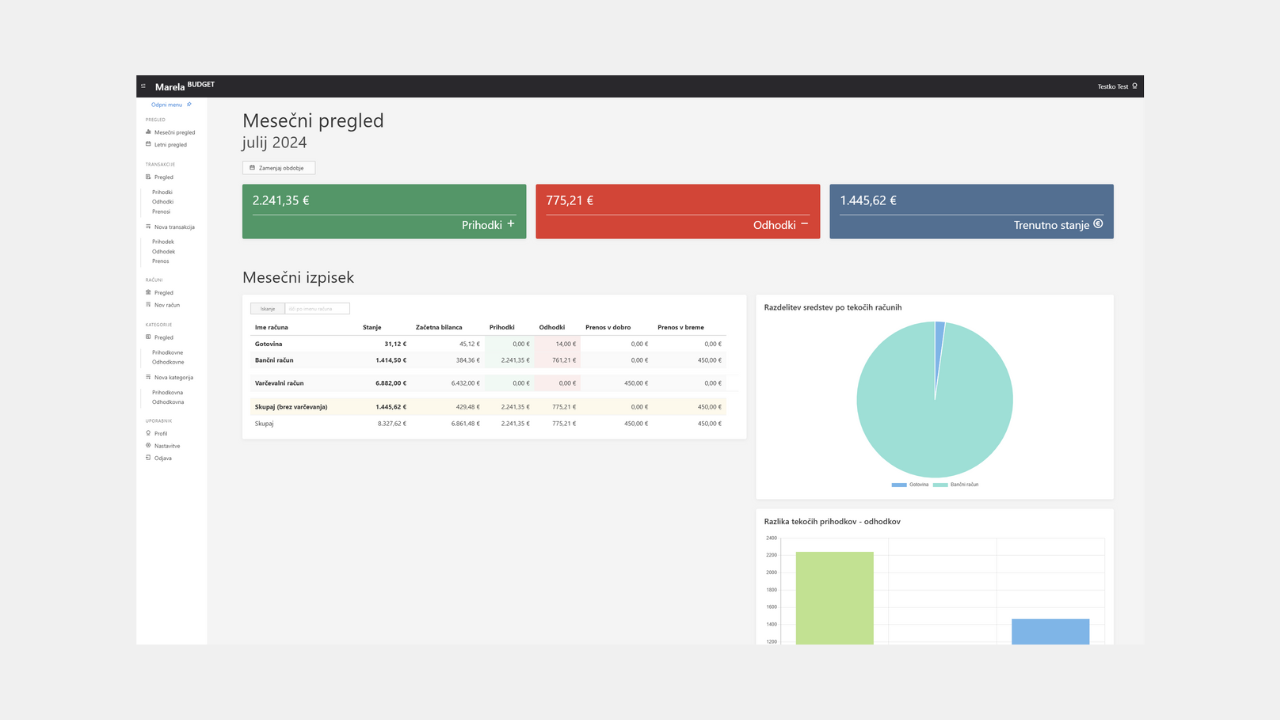 Marela BUDGET
Testko Test
Odpni menu
PREGLED
Mesečni pregled
Letni pregled
TRANSAKCIJE
Pregled
Prihodki
Odhodki
Prenosi
Nova transakcija
Prihodek
Odhodek
Prenos
RAČUNI
Pregled
Nov račun
KATEGORIJE
Pregled
Prihodkovne
Odhodkovne
Nova kategorija
Prihodkovna
Odhodkovna
UPORABNIK
Profil
Nastavitve
Odjava
Mesečni pregled
julij 2024
Zamenjaj obdobje
2.241,35 €
Prihodki +
775,21 €
Odhodki −
1.445,62 €
Trenutno stanje
Mesečni izpisek
Iskanje
Ime računa Stanje Začetna bilanca Prihodki Odhodki Prenos v dobro Prenos v breme
Gotovina 31,12 € 45,12 € 0,00 € 14,00 € 0,00 € 0,00 €
Bančni račun 1.414,50 € 384,36 € 2.241,35 € 761,21 € 0,00 € 450,00 €
Varčevalni račun 6.882,00 € 6.432,00 € 0,00 € 0,00 € 450,00 € 0,00 €
Skupaj (brez varčevanja) 1.445,62 € 429,48 € 2.241,35 € 775,21 € 0,00 € 450,00 €
Skupaj 8.327,62 € 6.861,48 € 2.241,35 € 775,21 € 450,00 € 450,00 €
Razdelitev sredstev po tekočih računih
Gotovina Bančni račun
Razlika tekočih prihodkov - odhodkov
2400
2200
2000
1800
1600
1400
1200